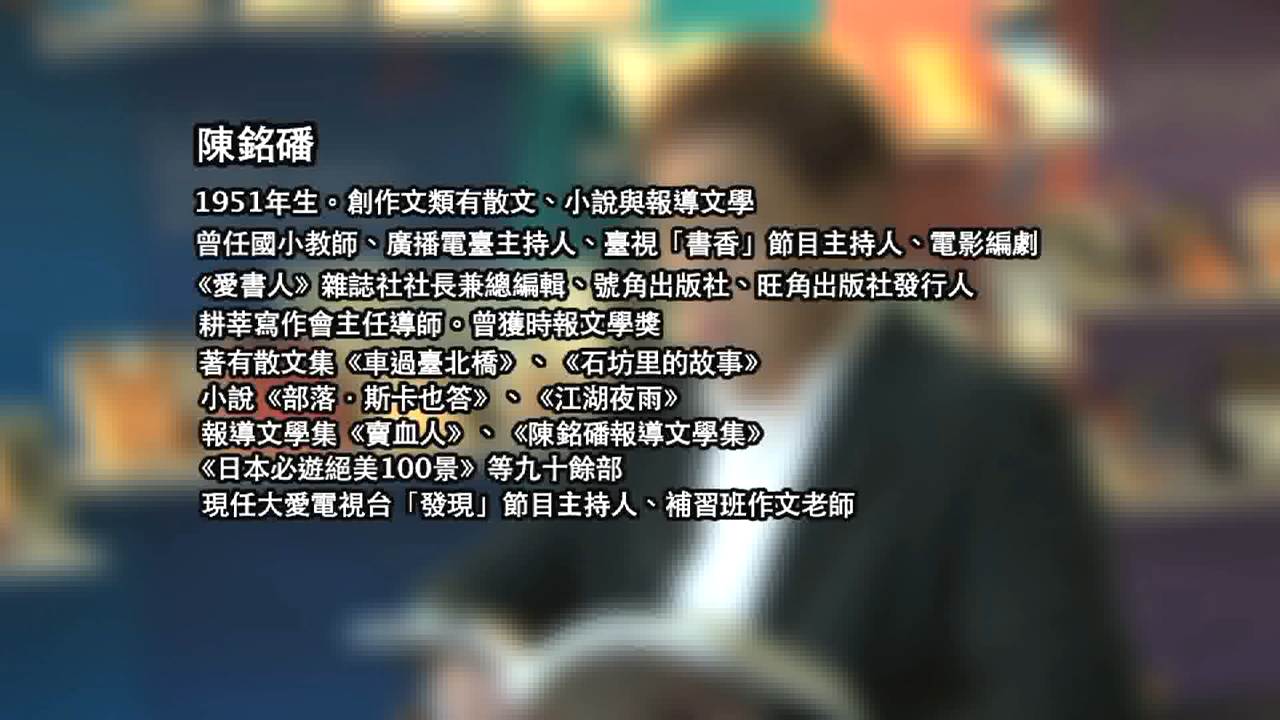 陳銘磻
1951年生。創作文類有散文、小說與報導文學
曾任國小教師、廣播電臺主持人、臺視「書香」節目主持人、電影編劇
《愛書人》雜誌社社長兼總編輯、號角出版社、旺角出版社發行人
耕莘寫作會主任導師。曾獲時報文學獎
著有散文集《車過臺北橋》、《石坊里的故事》
小說《部落·斯卡也答》、《江湖夜雨》
報導文學集《賣血人》、《陳銘磻報導文學集》
《日本必遊絕美100景》等九十餘部
現任大愛電視台「發現」節目主持人、補習班作文老師